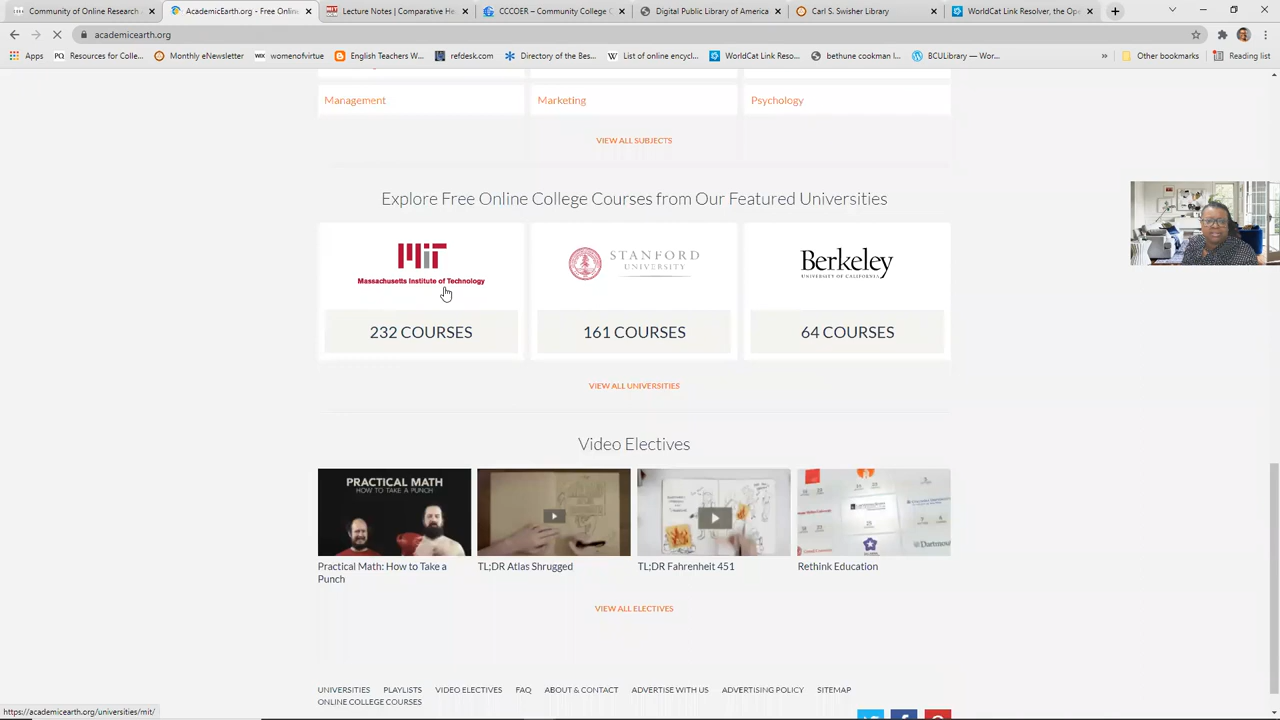 Community of Online Research
AcademicEarth.org - Free Online
Lecture Notes | Comparative He
CCCOER – Community College C
Digital Public Library of America
Carl S. Swisher Library
WorldCat Link Resolver, the Ope
academicearth.org
Apps
Resources for Colle...
Monthly eNewsletter
womenofvirtue
English Teachers W...
refdesk.com
Directory of the Bes...
List of online encycl...
WorldCat Link Reso...
bethune cookman l...
BCULibrary – Wor...
»
Other bookmarks
Reading list
Management
Marketing
Psychology
VIEW ALL SUBJECTS
Explore Free Online College Courses from Our Featured Universities
MIT
Massachusetts Institute of Technology
STANFORD
UNIVERSITY
Berkeley
UNIVERSITY OF CALIFORNIA
232 COURSES
161 COURSES
64 COURSES
VIEW ALL UNIVERSITIES
Video Electives
PRACTICAL MATH
HOW TO TAKE A PUNCH
Practical Math: How to Take a
Punch
TL;DR Atlas Shrugged
TL;DR Fahrenheit 451
Rethink Education
VIEW ALL ELECTIVES
UNIVERSITIES
PLAYLISTS
VIDEO ELECTIVES
FAQ
ABOUT & CONTACT
ADVERTISE WITH US
ADVERTISING POLICY
SITEMAP
ONLINE COLLEGE COURSES
https://academicearth.org/universities/mit/